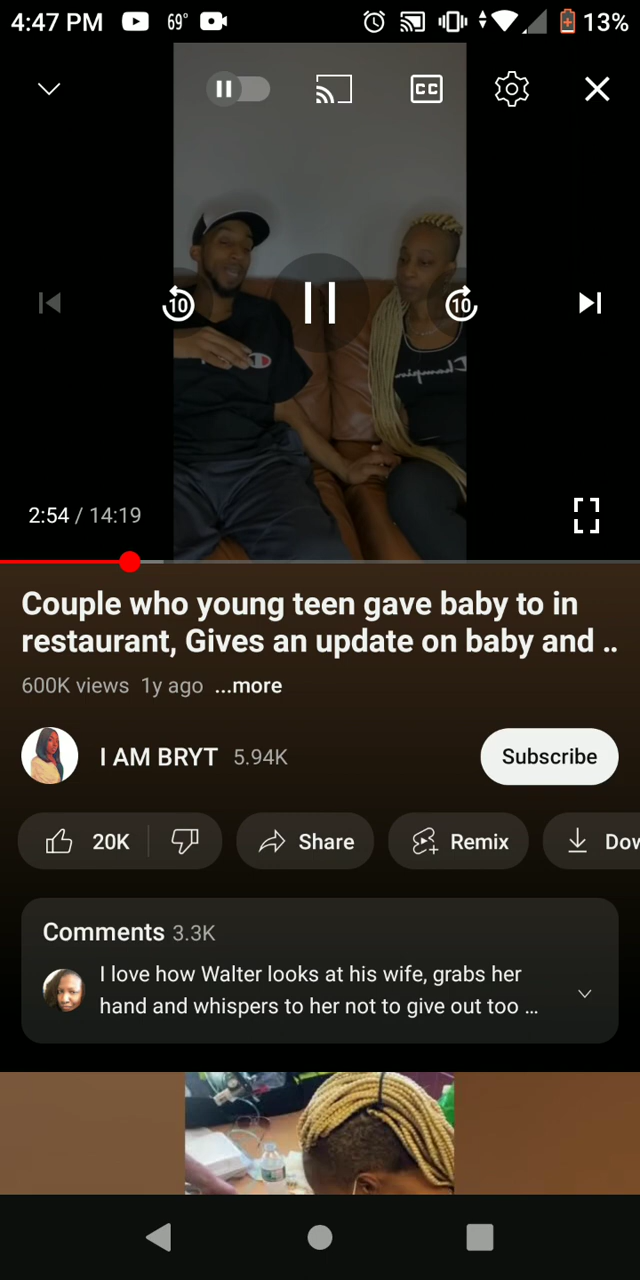 4:47 PM 69° 13%
CC
10 10
Champion
2:54 / 14:19
Couple who young teen gave baby to in
restaurant, Gives an update on baby and ..
600K views 1y ago ...more
I AM BRYT 5.94K Subscribe
20K Share Remix Dow
Comments 3.3K
I love how Walter looks at his wife, grabs her
hand and whispers to her not to give out too ...